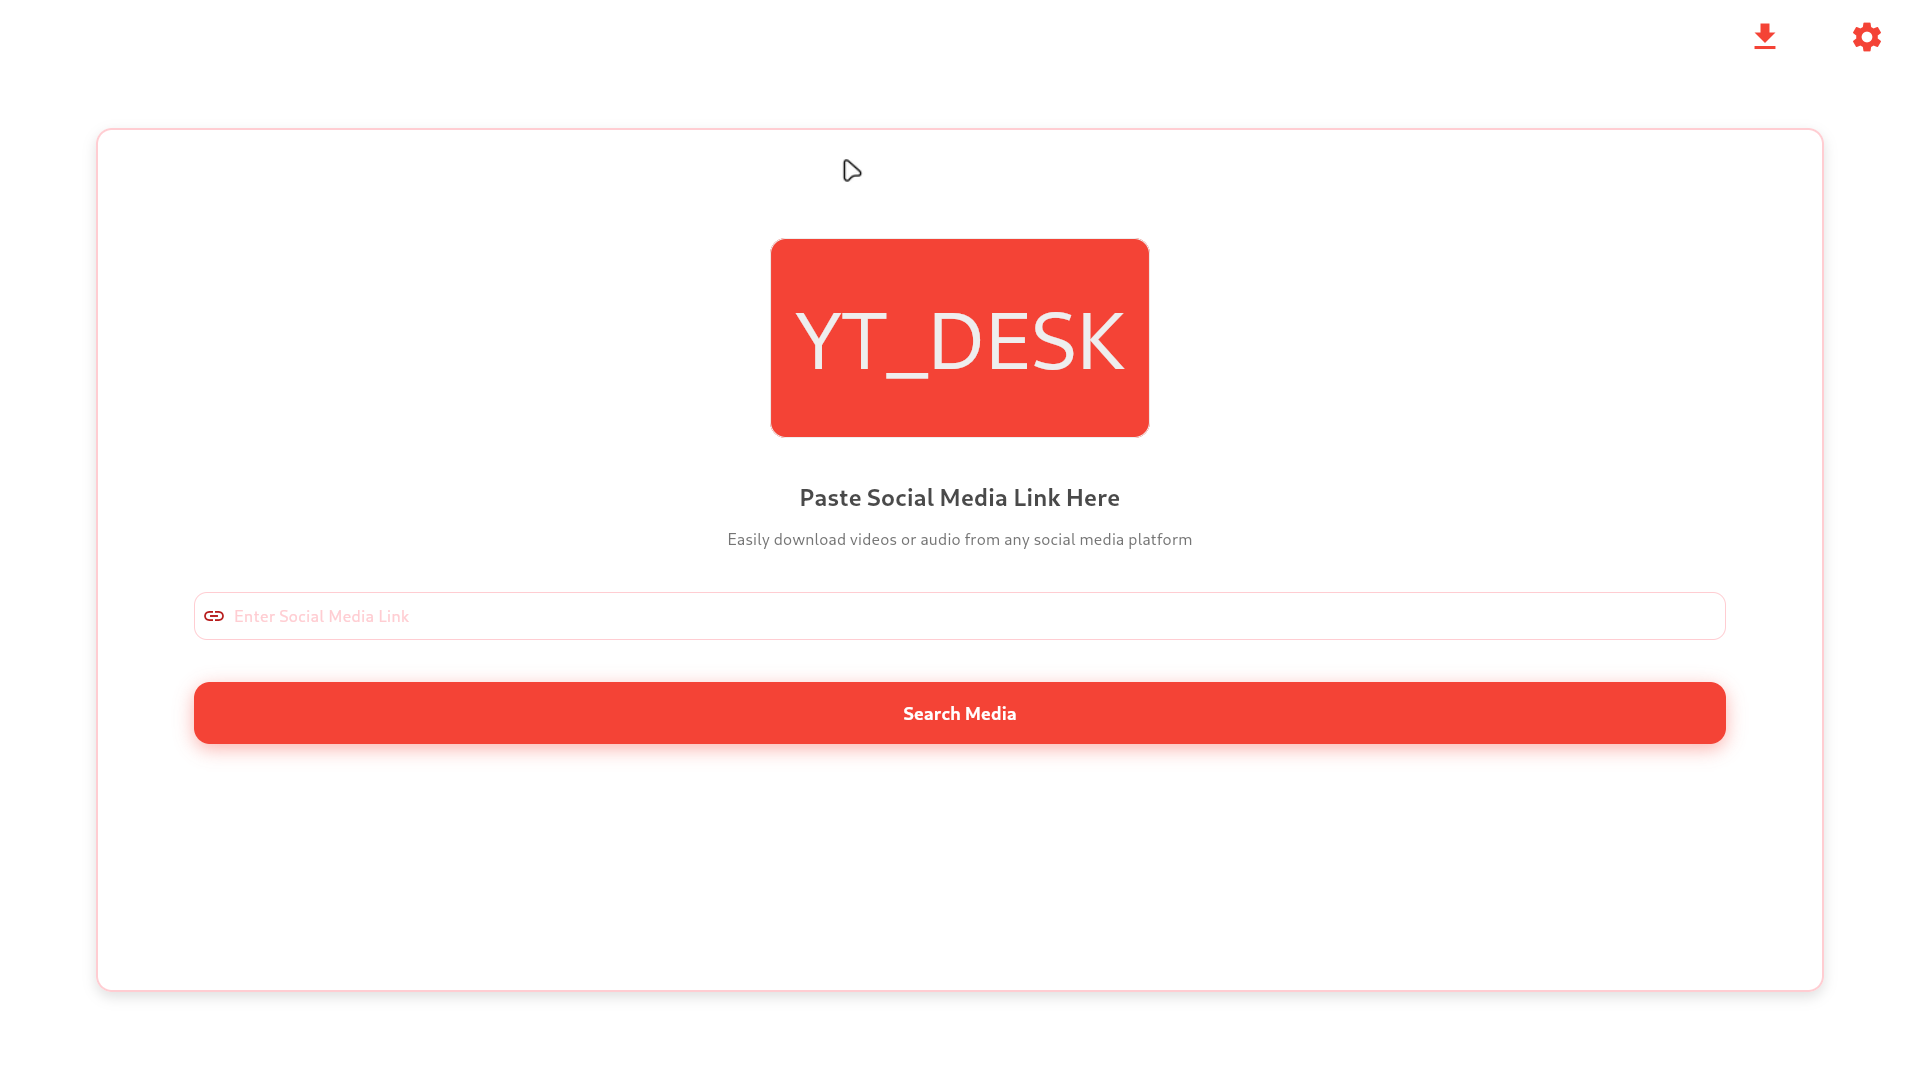 YT_DESK
Paste Social Media Link Here
Easily download videos or audio from any social media platform
Enter Social Media Link
Search Media